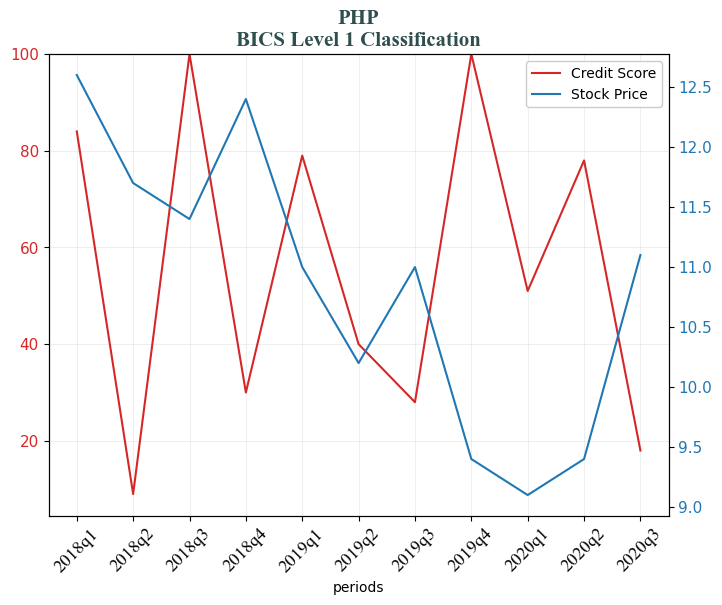 PHP
BICS Level 1 Classification
100
80
60
40
20
Credit Score
Stock Price
12.5
12.0
11.5
11.0
10.5
10.0
9.5
9.0
2018q1
2018q2
2018q3
2018q4
2019q1
2019q2
2019q3
2019q4
2020q1
2020q2
2020q3
periods